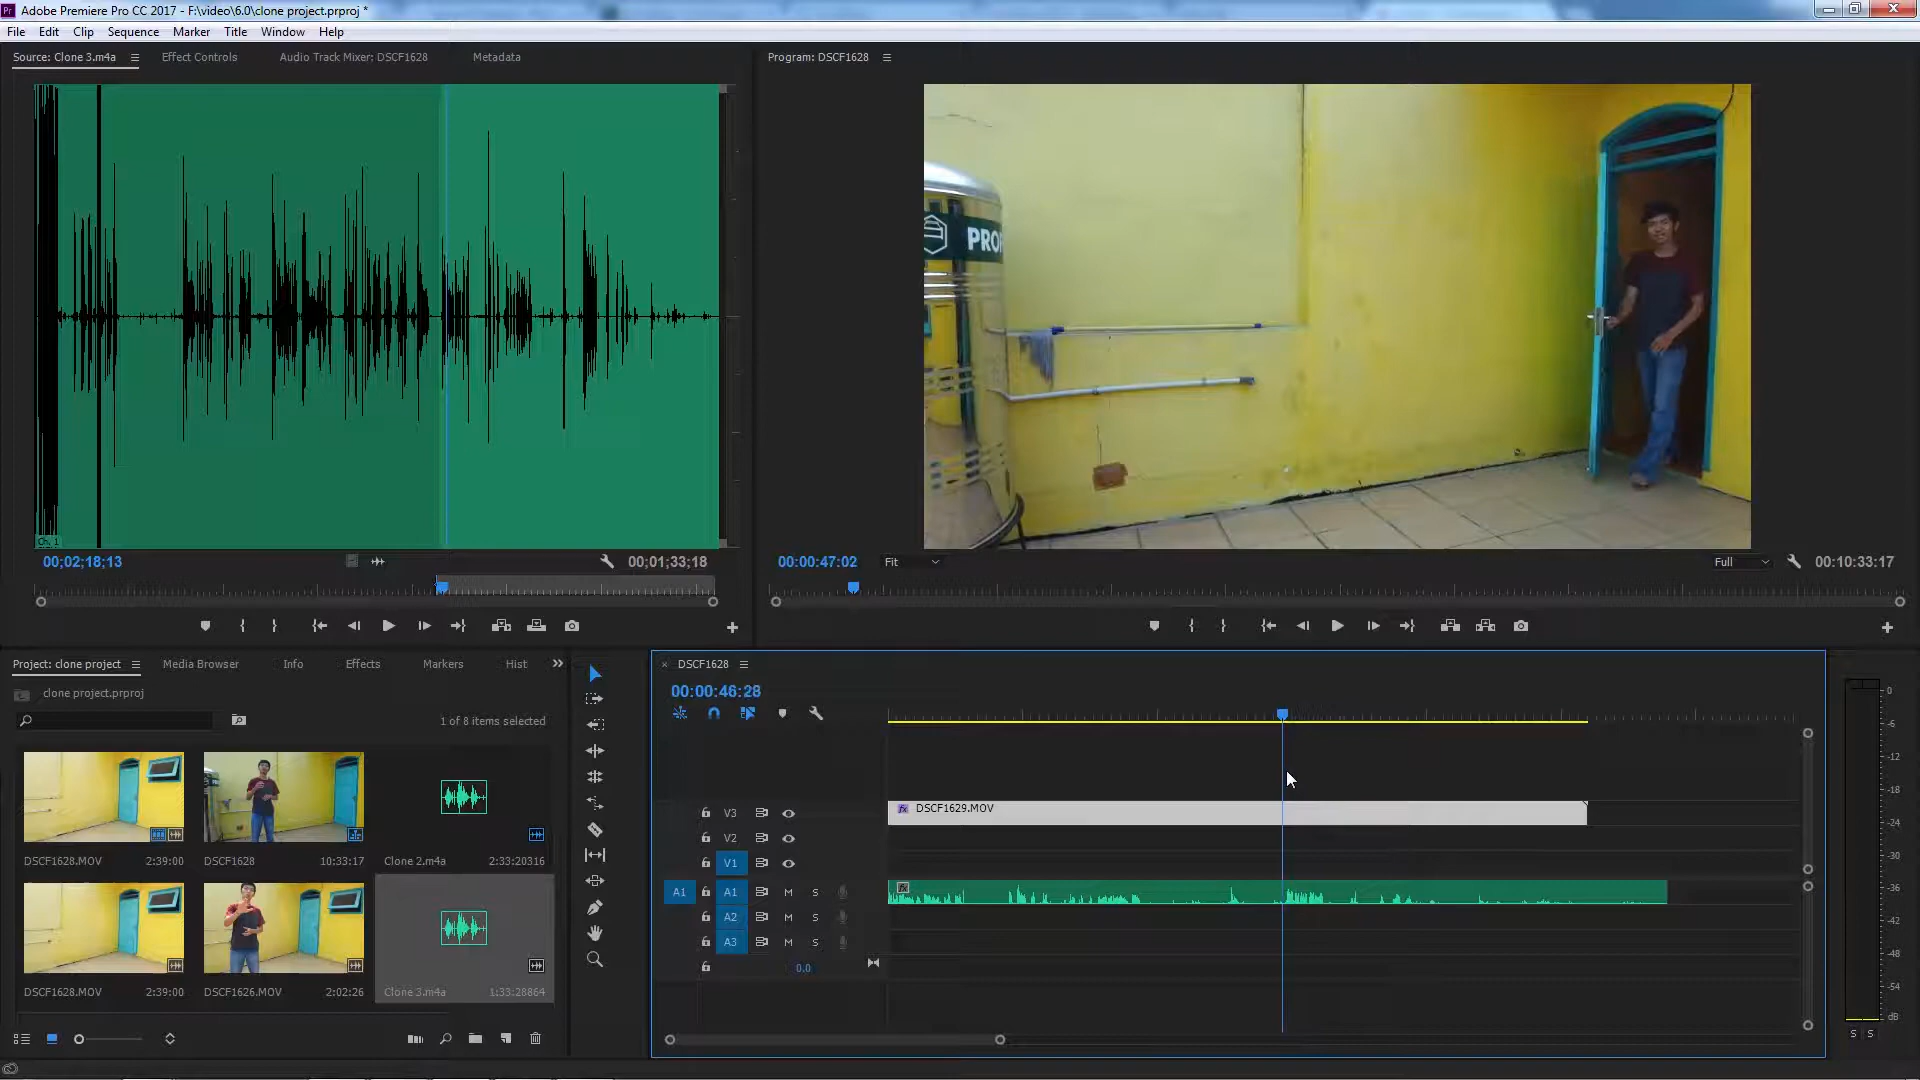 Pr Adobe Premiere Pro CC 2017 - F:\video\6.0\clone project.prproj *
File Edit Clip Sequence Marker Title Window Help
Source: Clone 3.m4a Effect Controls Audio Track Mixer: DSCF1628 Metadata
Program: DSCF1628
PROF
Ch. 1
00;02;18;13 00;01;33;18
00:00:47:02 Fit Full 00:10:33:17
Project: clone project Media Browser Info Effects Markers Hist
clone project.prproj
1 of 8 items selected
DSCF1628.MOV 2:39:00 DSCF1628 10:33:17 Clone 2.m4a 2:33:20316
DSCF1628.MOV 2:39:00 DSCF1626.MOV 2:02:26 Clone 3.m4a 1:33:28864
DSCF1628
00:00:46:28
V3 fx DSCF1629.MOV
V2
V1
A1 A1 M S fx
A2 M S
A3 M S
0.0
0
-6
-12
-18
-24
-30
-36
-42
-48
-54
dB
S S